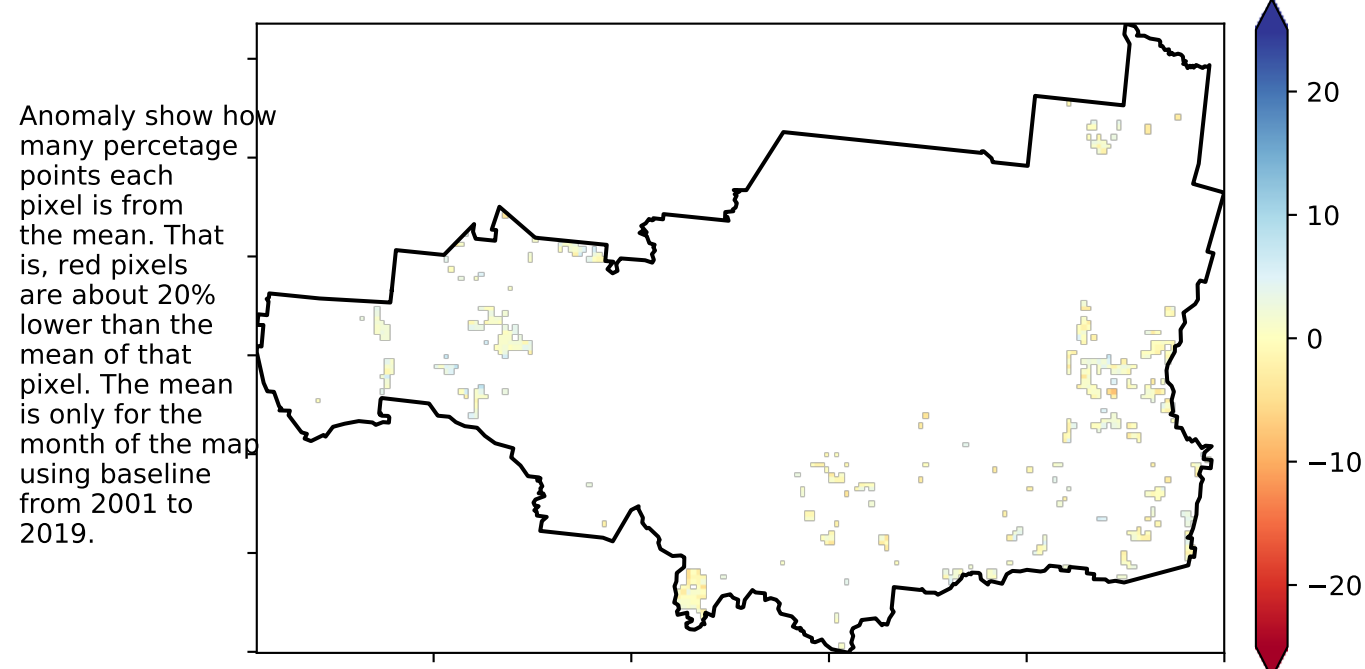 Anomaly show how
many percetage
points each
pixel is from
the mean. That
is, red pixels
are about 20%
lower than the
mean of that
pixel. The mean
is only for the
month of the map
using baseline
from 2001 to
2019.
20
10
0
−10
−20